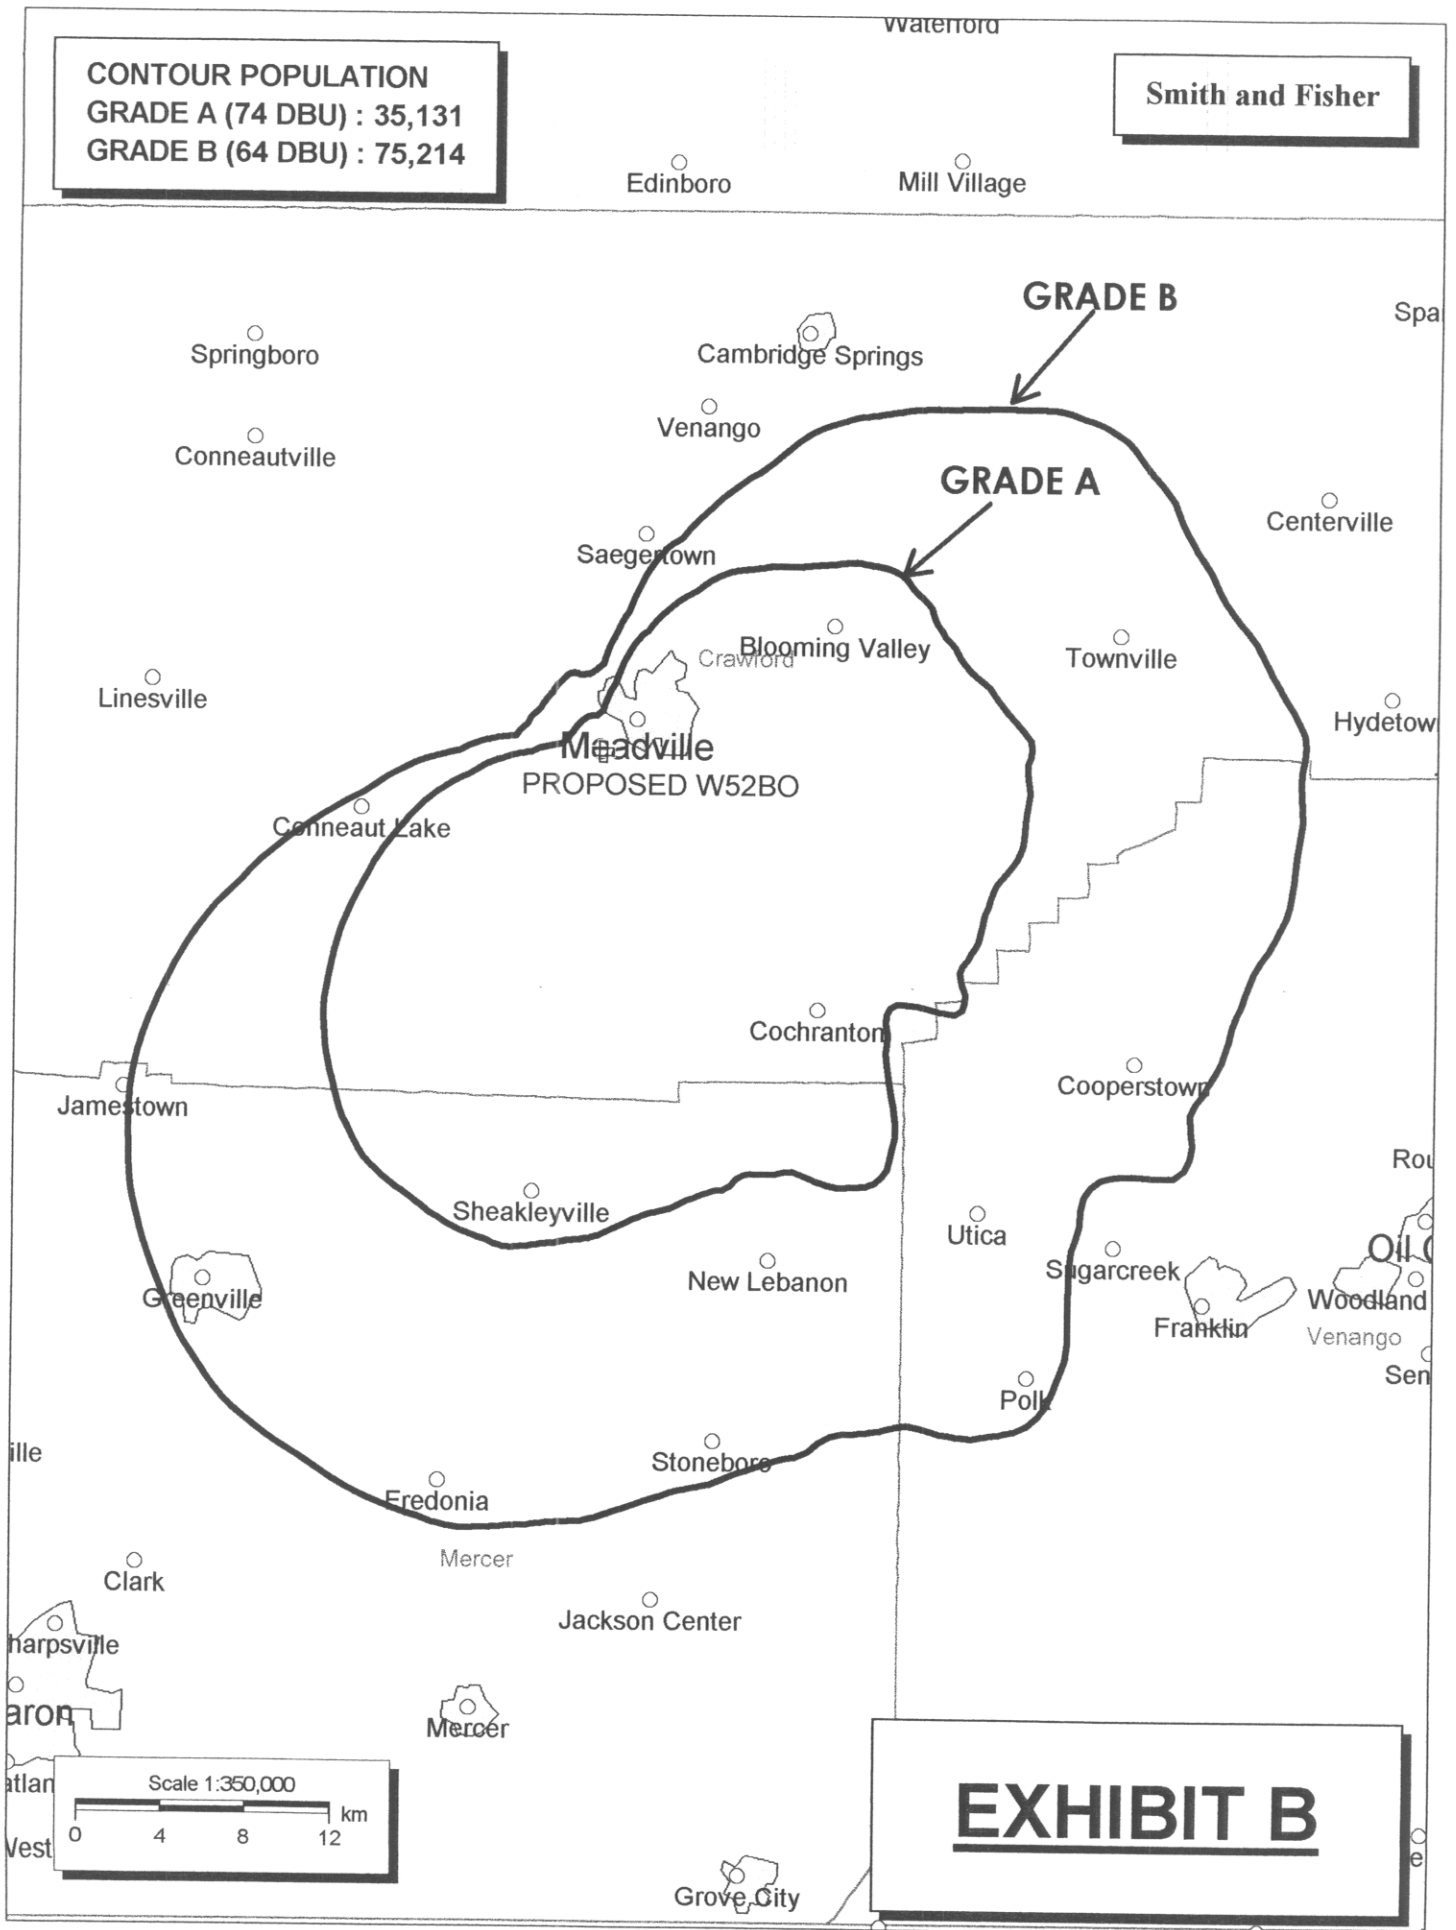 Waterford
CONTOUR POPULATION
GRADE A (74 DBU) : 35,131
GRADE B (64 DBU) : 75,214
Smith and Fisher
Edinboro
Mill Village
GRADE B
Spa
Springboro
Cambridge Springs
Venango
Conneautville
GRADE A
Centerville
Saegertown
Blooming Valley
Crawford
Townville
Linesville
Hydetow
Meadville
PROPOSED W52BO
Conneaut Lake
Cochranton
Cooperstown
Jamestown
Rou
Sheakleyville
Utica
Oil C
Sugarcreek
New Lebanon
Greenville
Woodland
Franklin
Venango
Sen
Polk
ille
Stoneboro
Fredonia
Mercer
Clark
Jackson Center
harpsville
aron
Mercer
atlan
Scale 1:350,000
km
0 4 8 12
West
EXHIBIT B
e
Grove City